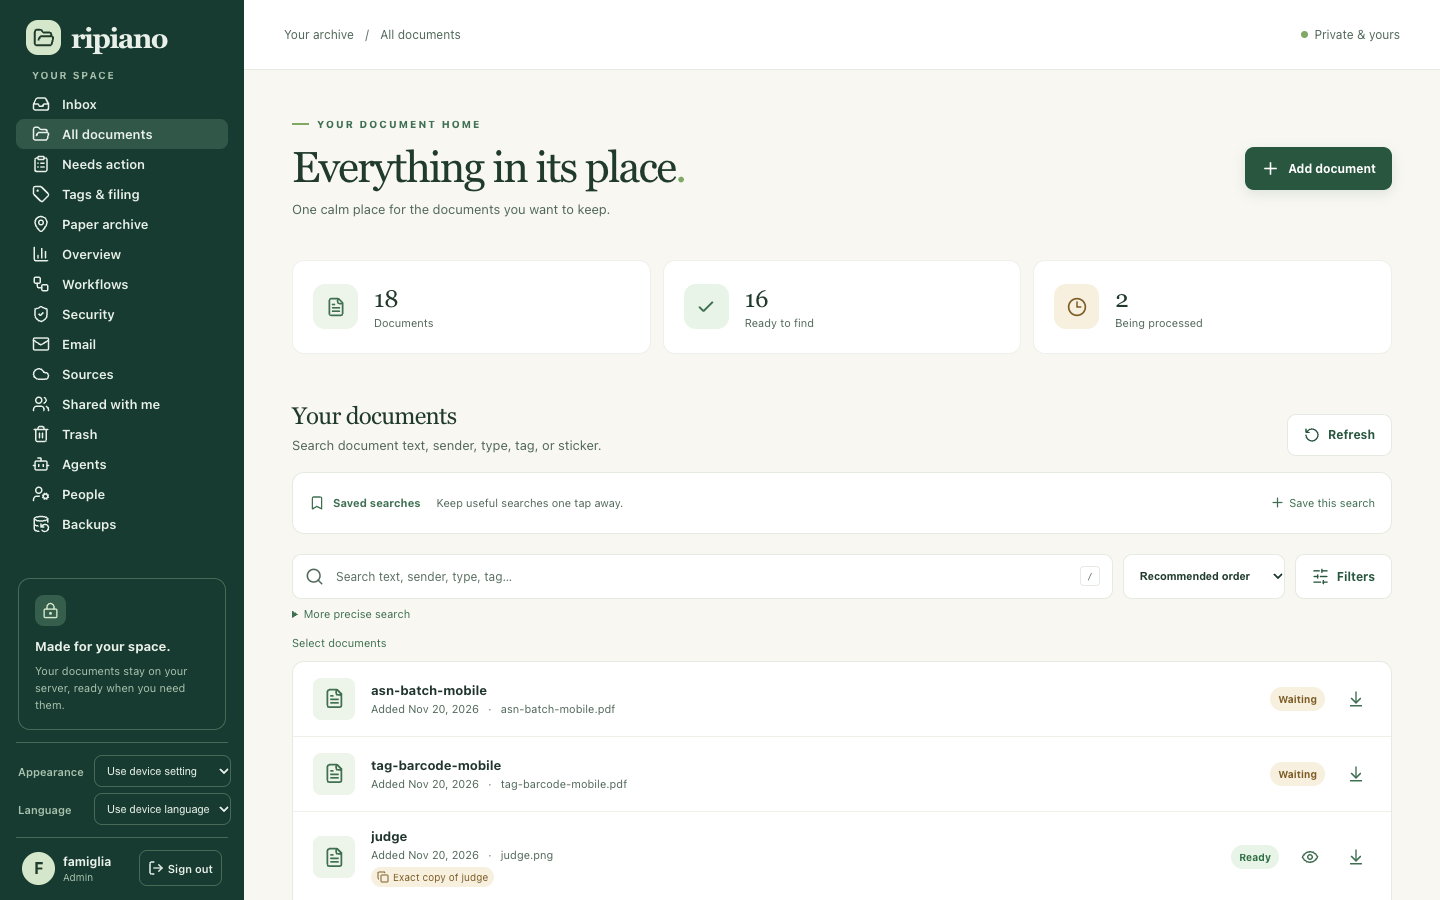 ripiano
YOUR SPACE
Inbox
All documents
Needs action
Tags & filing
Paper archive
Overview
Workflows
Security
Email
Sources
Shared with me
Trash
Agents
People
Backups
Made for your space.
Your documents stay on your
server, ready when you need
them.
Appearance Use device setting
Language Use device language
F famiglia
Admin
Sign out
Your archive / All documents
Private & yours
YOUR DOCUMENT HOME
Everything in its place.
One calm place for the documents you want to keep.
Add document
18
Documents
16
Ready to find
2
Being processed
Your documents
Search document text, sender, type, tag, or sticker.
Refresh
Saved searches Keep useful searches one tap away.
Save this search
Search text, sender, type, tag... /
Recommended order
Filters
More precise search
Select documents
asn-batch-mobile
Added Nov 20, 2026 · asn-batch-mobile.pdf
Waiting
tag-barcode-mobile
Added Nov 20, 2026 · tag-barcode-mobile.pdf
Waiting
judge
Added Nov 20, 2026 · judge.png
Exact copy of judge
Ready